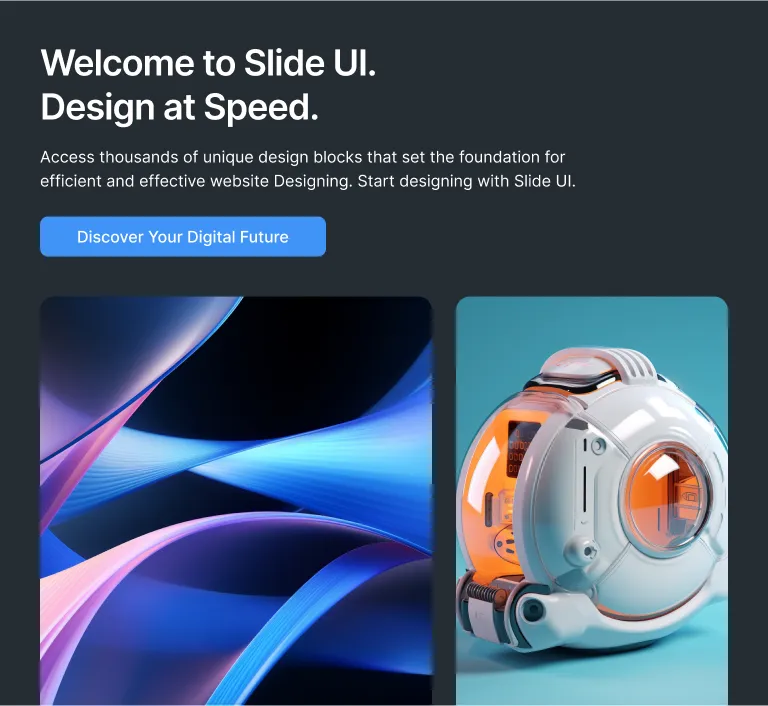 Welcome to Slide UI.
Design at Speed.
Access thousands of unique design blocks that set the foundation for
efficient and effective website Designing. Start designing with Slide UI.
Discover Your Digital Future